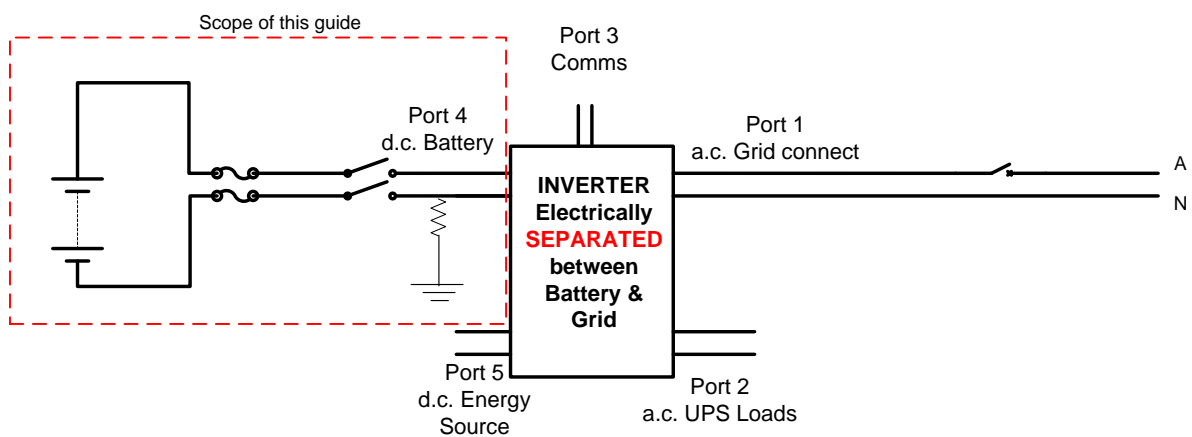 Scope of this guide
Port 3
Comms
Port 4
d.c. Battery
Port 1
a.c. Grid connect
A
N
INVERTER
Electrically
SEPARATED
between
Battery &
Grid
Port 5
d.c. Energy
Source
Port 2
a.c. UPS Loads